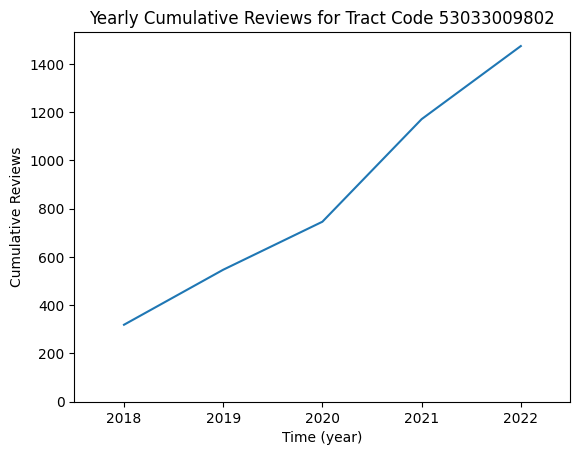 Yearly Cumulative Reviews for Tract Code 53033009802
Cumulative Reviews
1400
1200
1000
800
600
400
200
0
2018 2019 2020 2021 2022
Time (year)